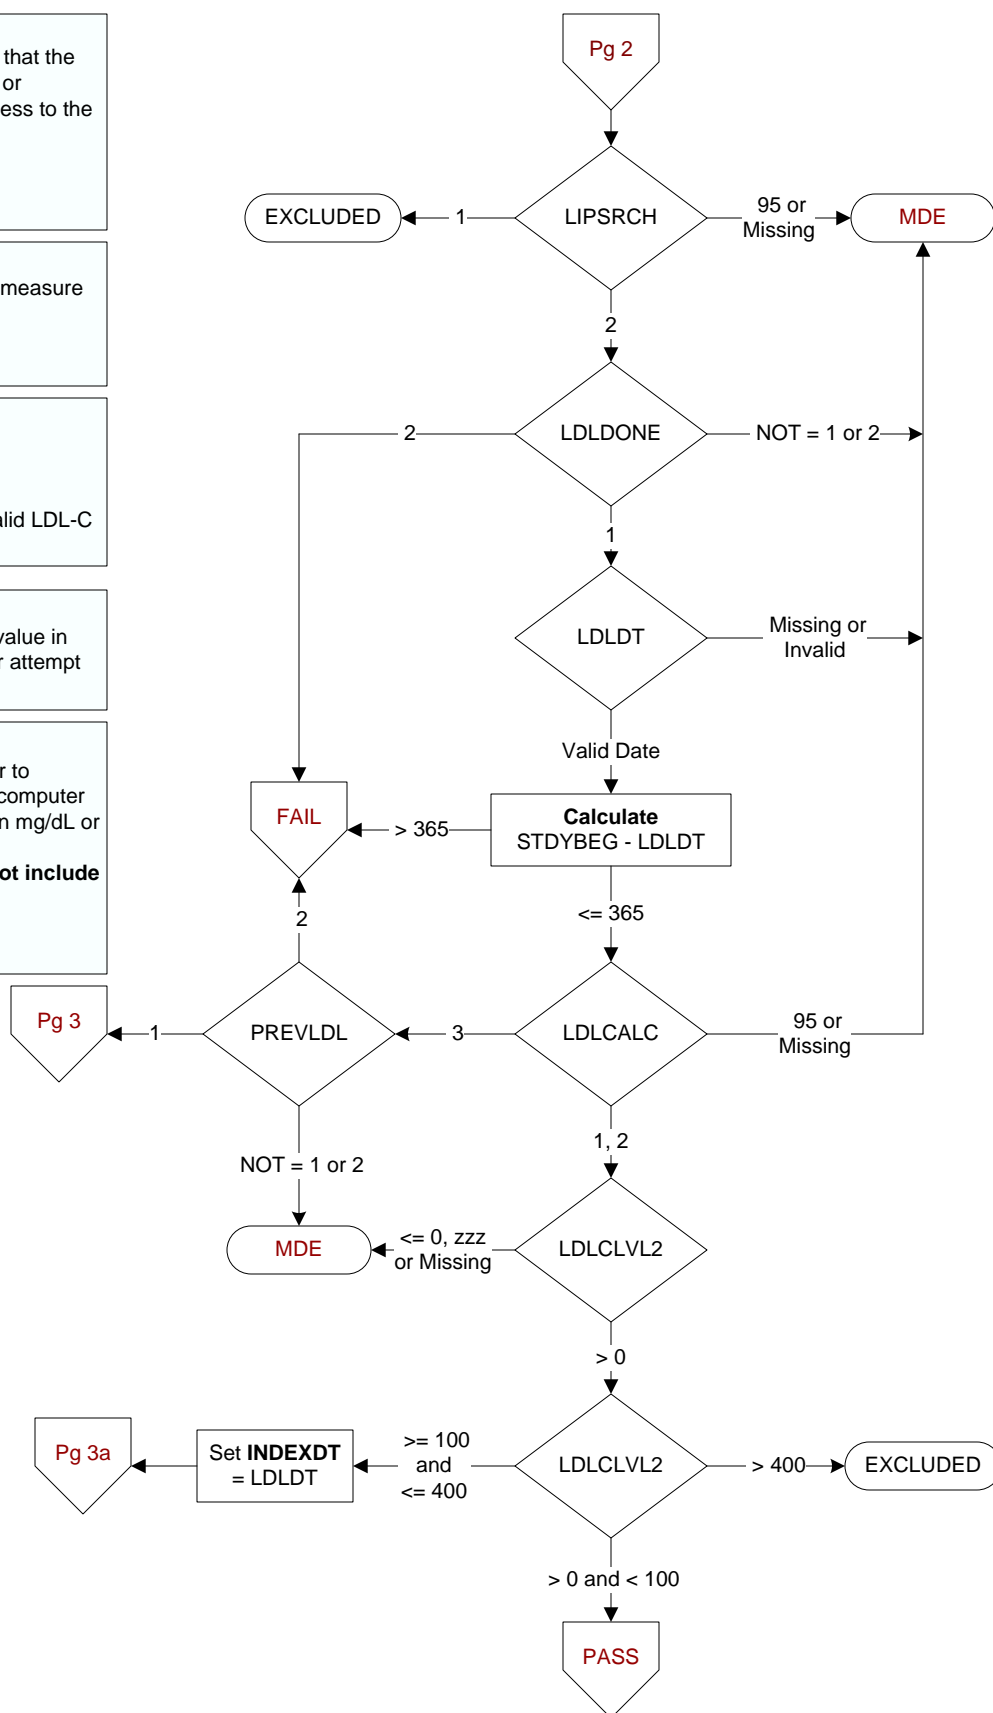 that the
or
ess to the
measure
alid LDL-C
value in
r attempt
r to
computer
n mg/dL or
ot include
Pg 2
LIPSRCH
1
EXCLUDED
95 or
Missing
MDE
2
LDLDONE
2
NOT = 1 or 2
1
LDLDT
Missing or
Invalid
Valid Date
Calculate
STDYBEG - LDLDT
> 365
FAIL
<= 365
2
LDLCALC
95 or
Missing
3
PREVLDL
1
Pg 3
NOT = 1 or 2
MDE
1, 2
LDLCLVL2
<= 0, zzz
or Missing
> 0
LDLCLVL2
> 400
EXCLUDED
>= 100
and
<= 400
Set INDEXDT
= LDLDT
Pg 3a
> 0 and < 100
PASS